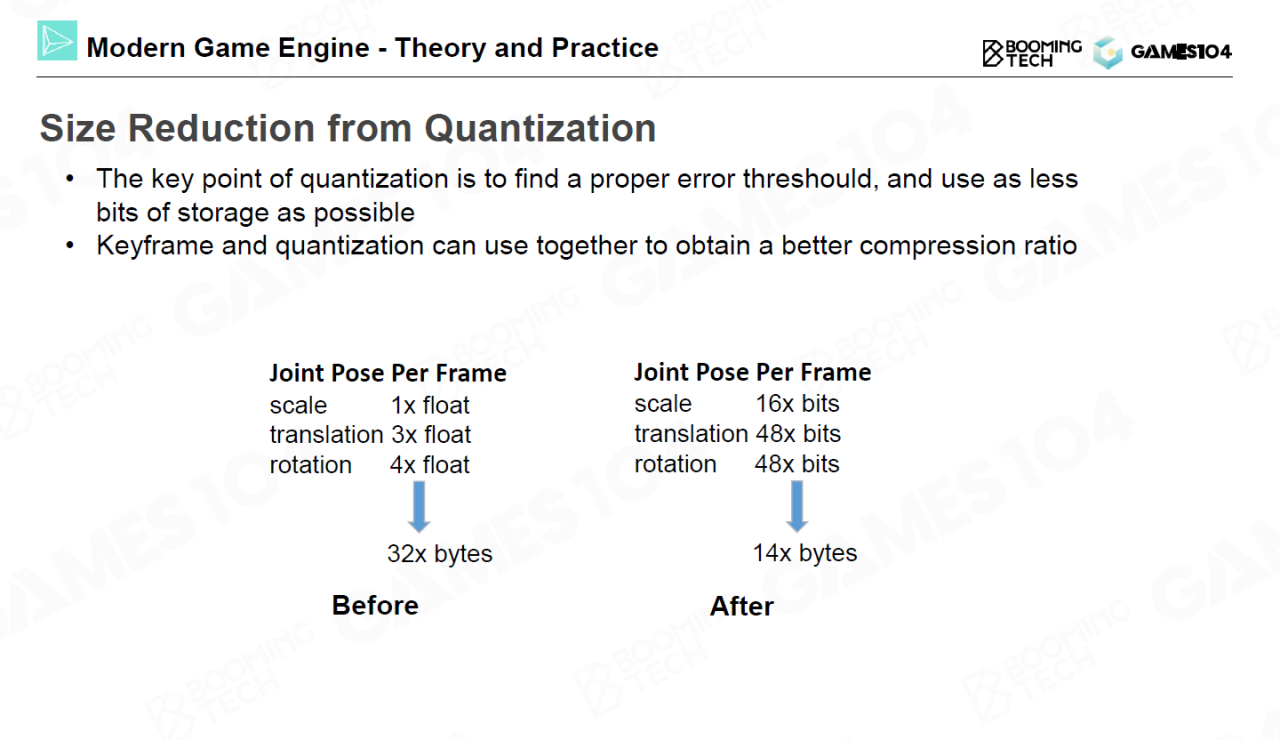 Modern Game Engine - Theory and Practice
BOOMING
TECH
GAMES104
Size Reduction from Quantization
• The key point of quantization is to find a proper error threshould, and use as less
bits of storage as possible
• Keyframe and quantization can use together to obtain a better compression ratio
Joint Pose Per Frame
scale 1x float
translation 3x float
rotation 4x float
32x bytes
Before
Joint Pose Per Frame
scale 16x bits
translation 48x bits
rotation 48x bits
14x bytes
After